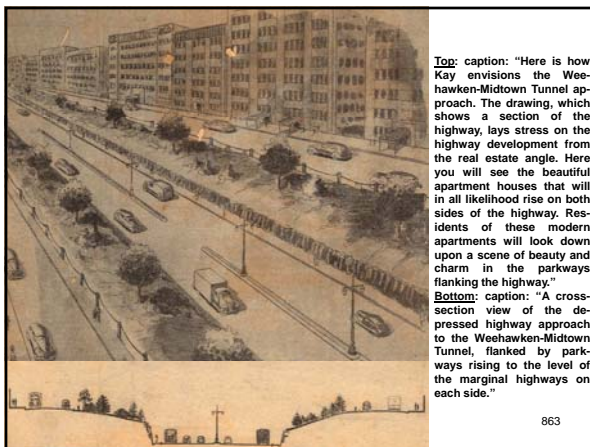 Top: caption: “Here is how
Kay envisions the Wee-
hawken-Midtown Tunnel ap-
proach. The drawing, which
shows a section of the
highway, lays stress on the
highway development from
the real estate angle. Here
you will see the beautiful
apartment houses that will
in all likelihood rise on both
sides of the highway. Res-
idents of these modern
apartments will look down
upon a scene of beauty and
charm in the parkways
flanking the highway.”
Bottom: caption: “A cross-
section view of the de-
pressed highway approach
to the Weehawken-Midtown
Tunnel, flanked by park-
ways rising to the level of
the marginal highways on
each side.”
863